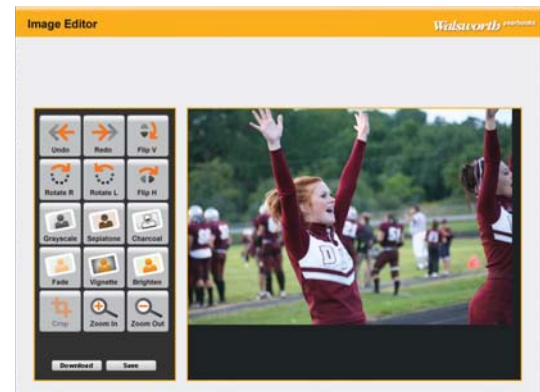 Image Editor
Walsworth yearbooks
Undo Redo Flip V
Rotate R Rotate L Flip H
Grayscale Sepiatone Charcoal
Fade Vignette Brighten
Crop Zoom In Zoom Out
Download Save